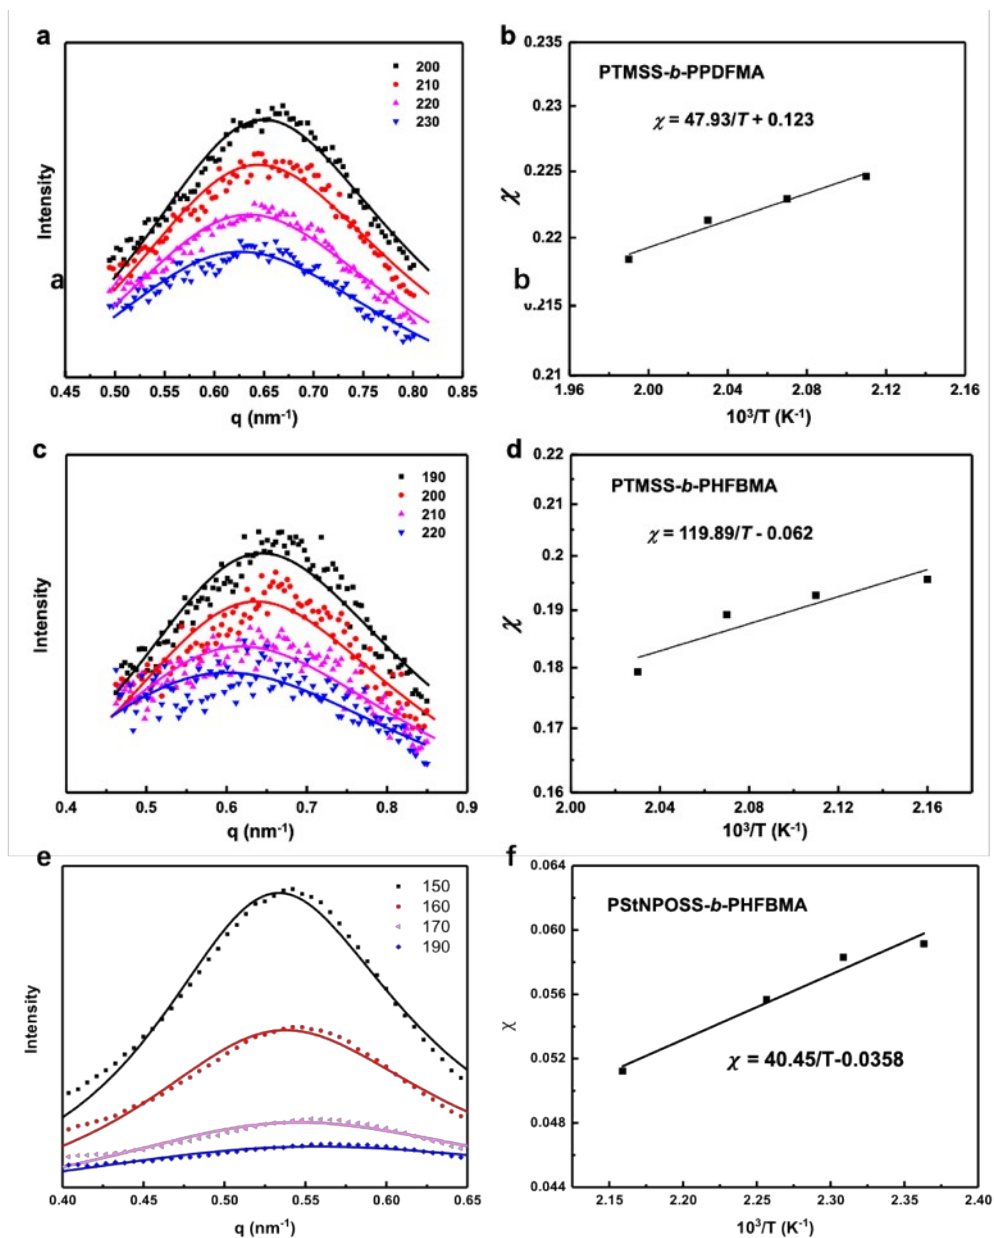 a
200
210
220
230
Intensity
a
0.45 0.50 0.55 0.60 0.65 0.70 0.75 0.80 0.85
q (nm-1)
b
0.235
PTMSS-b-PPDFMA
0.23
χ = 47.93/T + 0.123
0.225
χ
0.22
b
0.215
χ
0.21
1.96 2.00 2.04 2.08 2.12 2.16
10³/T (K⁻¹)
c
190
200
210
220
Intensity
0.4 0.5 0.6 0.7 0.8 0.9
q (nm⁻¹)
d
0.22
0.21
PTMSS-b-PHFBMA
χ = 119.89/T - 0.062
0.2
0.19
χ
0.18
0.17
0.16
2.00 2.04 2.08 2.12 2.16
10³/T (K⁻¹)
e
150
160
170
190
Intensity
0.40 0.45 0.50 0.55 0.60 0.65
q (nm⁻¹)
f
0.064
PStNPOSS-b-PHFBMA
0.060
0.056
χ
0.052
χ = 40.45/T-0.0358
0.048
0.044
2.15 2.20 2.25 2.30 2.35 2.40
10³/T (K⁻¹)